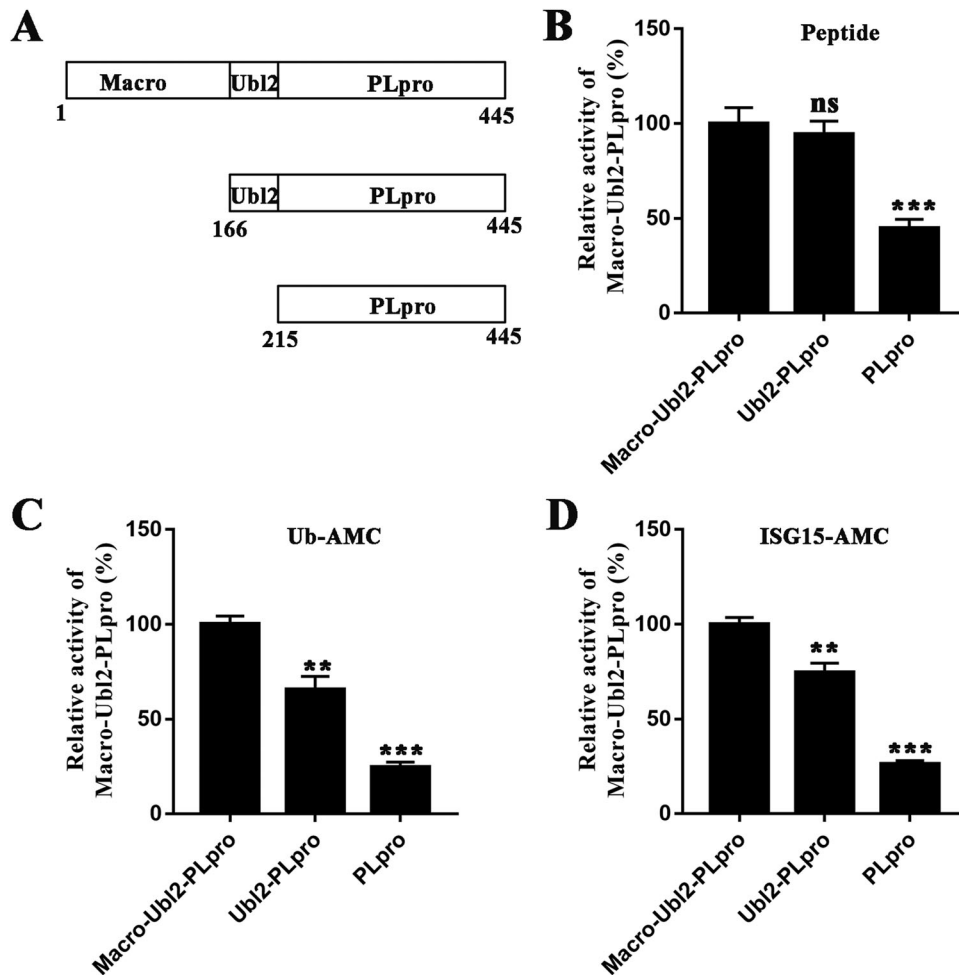 A
Macro Ubl2 PLpro
1 445
Ubl2 PLpro
166 445
PLpro
215 445
B
Peptide
Relative activity of
Macro-Ubl2-PLpro (%)
150
100
50
0
ns
***
Macro-Ubl2-PLpro
Ubl2-PLpro
PLpro
C
Ub-AMC
Relative activity of
Macro-Ubl2-PLpro (%)
150
100
50
0
**
***
Macro-Ubl2-PLpro
Ubl2-PLpro
PLpro
D
ISG15-AMC
Relative activity of
Macro-Ubl2-PLpro (%)
150
100
50
0
**
***
Macro-Ubl2-PLpro
Ubl2-PLpro
PLpro